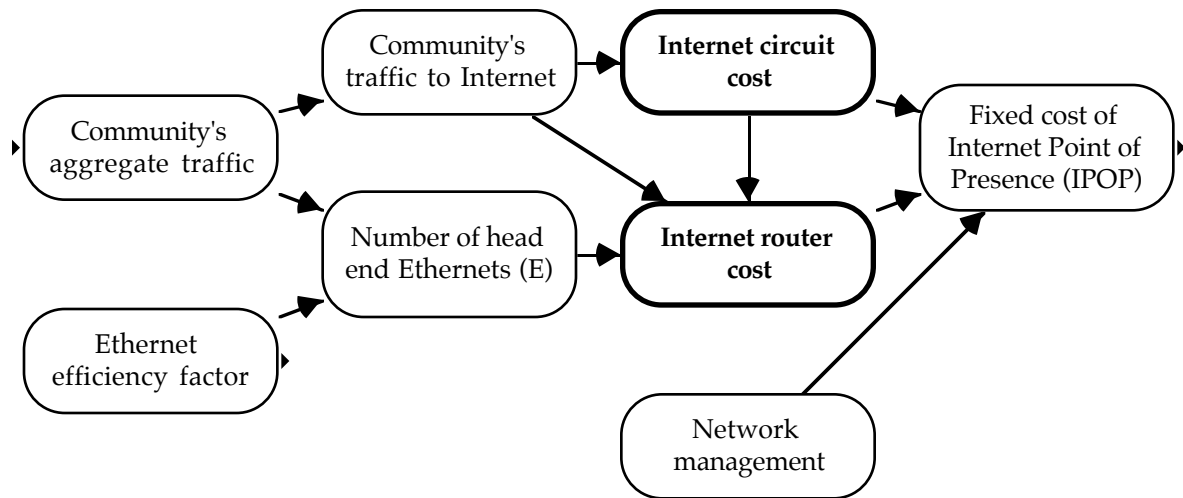 Community's
aggregate traffic
Ethernet
efficiency factor
Community's
traffic to Internet
Number of head
end Ethernets (E)
Internet circuit
cost
Internet router
cost
Network
management
Fixed cost of
Internet Point of
Presence (IPOP)